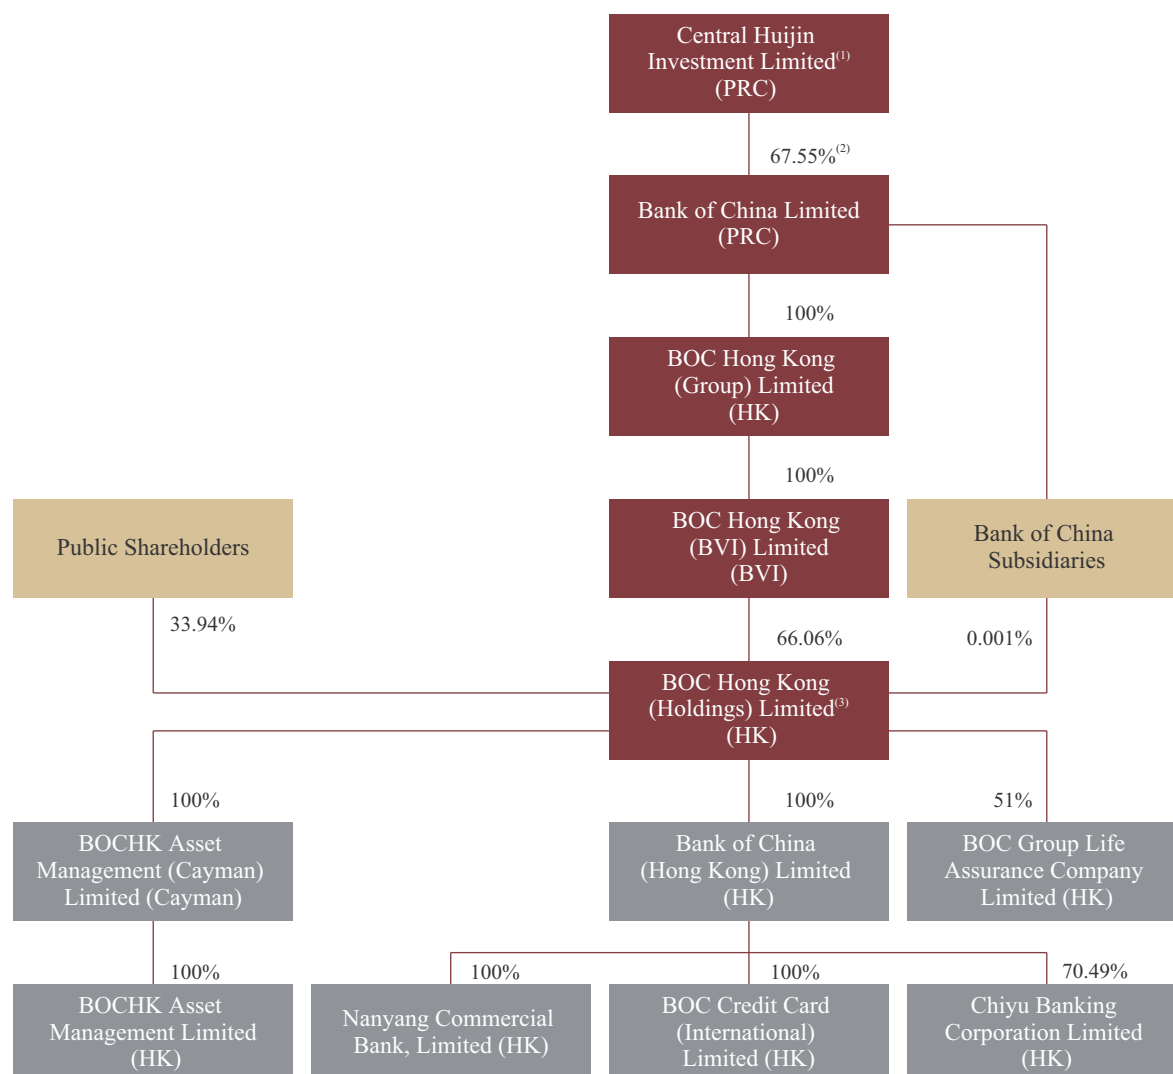 Central Huijin
Investment Limited(1)
(PRC)
67.55%(2)
Bank of China Limited
(PRC)
100%
BOC Hong Kong
(Group) Limited
(HK)
100%
Public Shareholders
BOC Hong Kong
(BVI) Limited
(BVI)
Bank of China
Subsidiaries
33.94%
66.06%
0.001%
BOC Hong Kong
(Holdings) Limited(3)
(HK)
100%
100%
51%
BOCHK Asset
Management (Cayman)
Limited (Cayman)
Bank of China
(Hong Kong) Limited
(HK)
BOC Group Life
Assurance Company
Limited (HK)
100%
100%
100%
70.49%
BOCHK Asset
Management Limited
(HK)
Nanyang Commercial
Bank, Limited (HK)
BOC Credit Card
(International)
Limited (HK)
Chiyu Banking
Corporation Limited
(HK)